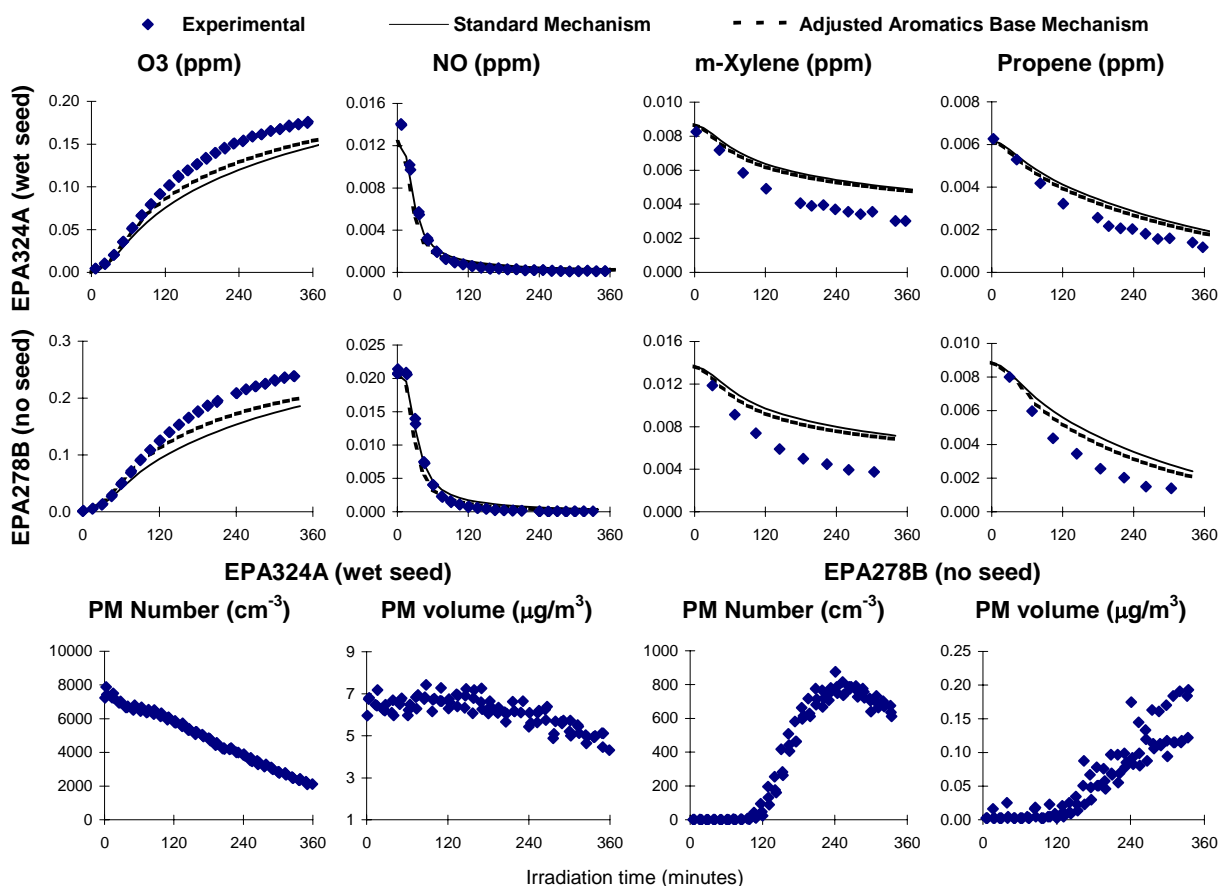 Experimental Standard Mechanism Adjusted Aromatics Base Mechanism
O3 (ppm) NO (ppm) m-Xylene (ppm) Propene (ppm)
EPA324A (wet seed)
0.20 0.016 0.010 0.006
0.15 0.012 0.008 0.004
0.10 0.008 0.006 0.002
0.05 0.004 0.004 0.000
0.00 0.000 0.002
0.000
0 120 240 360 0 120 240 360 0 120 240 360 0 120 240 360
EPA278B (no seed)
0.3 0.025 0.016 0.010
0.2 0.020 0.012 0.008
0.1 0.015 0.008 0.006
0.0 0.010 0.004 0.004
0.005 0.000 0.002
0.000 0.000
0 120 240 360 0 120 240 360 0 120 240 360 0 120 240 360
EPA324A (wet seed) EPA278B (no seed)
PM Number (cm⁻³) PM volume (μg/m³) PM Number (cm⁻³) PM volume (μg/m³)
10000 9 1000 0.25
8000 7 800 0.20
6000 5 600 0.15
4000 3 400 0.10
2000 1 200 0.05
0 0 0.00
0 120 240 360 0 120 240 360 0 120 240 360 0 120 240 360
Irradiation time (minutes)